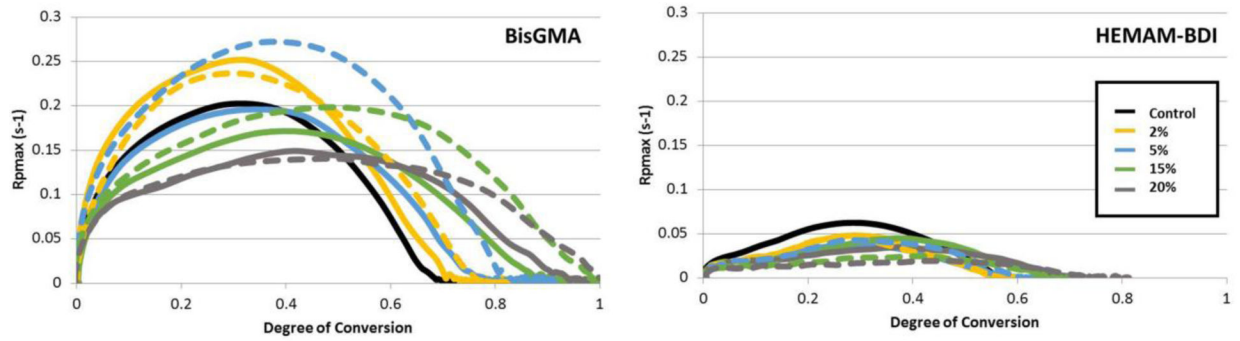 BisGMA
Rpmax (s-1)
0.3
0.25
0.2
0.15
0.1
0.05
0
0 0.2 0.4 0.6 0.8 1
Degree of Conversion
HEMAM-BDI
Rpmax (s-1)
0.3
0.25
0.2
0.15
0.1
0.05
0
Control
2%
5%
15%
20%
0 0.2 0.4 0.6 0.8 1
Degree of Conversion